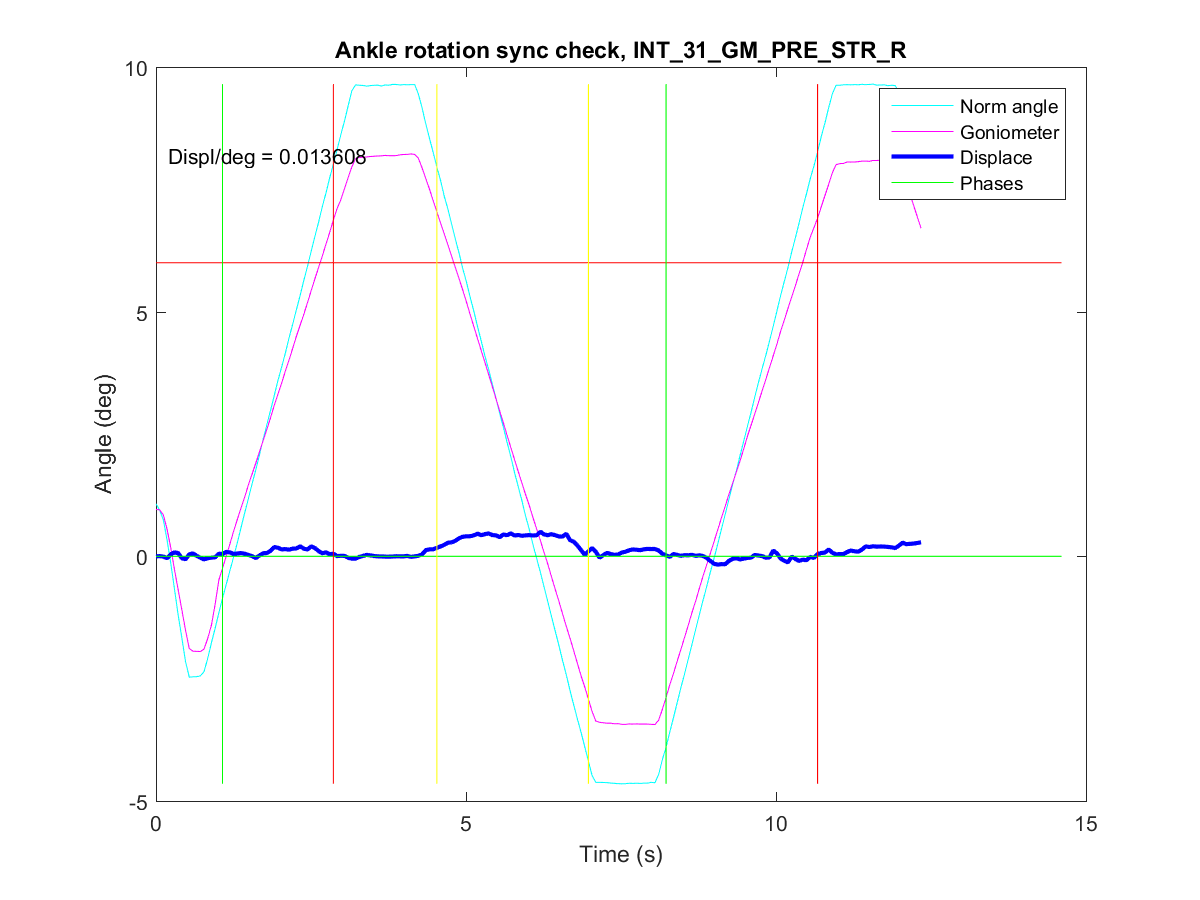 Ankle rotation sync check, INT_31_GM_PRE_STR_R
10
Norm angle
Goniometer
Displace
Phases
Displ/deg = 0.013608
5
Angle (deg)
0
-5
0
5
10
15
Time (s)